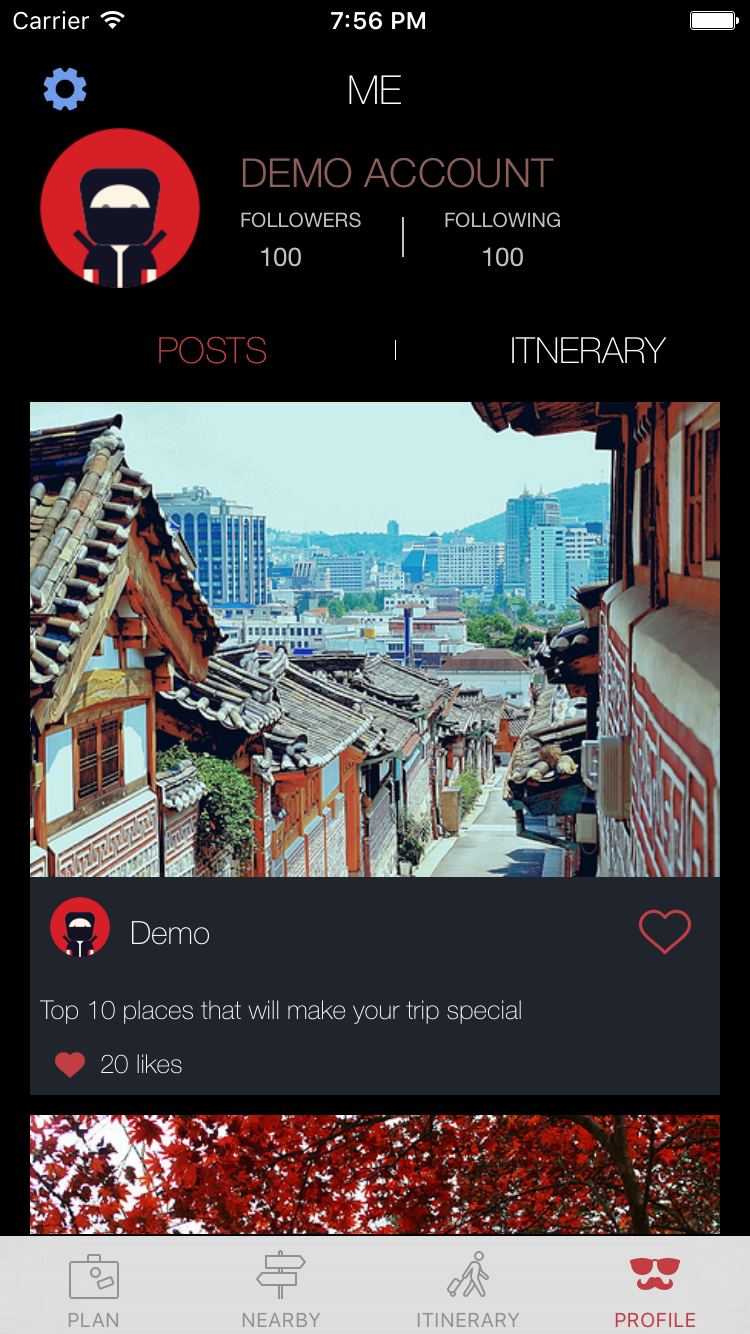 Carrier 7:56 PM
ME
DEMO ACCOUNT
FOLLOWERS FOLLOWING
100 100
POSTS ITNERARY
Demo
Top 10 places that will make your trip special
20 likes
PLAN NEARBY ITINERARY PROFILE